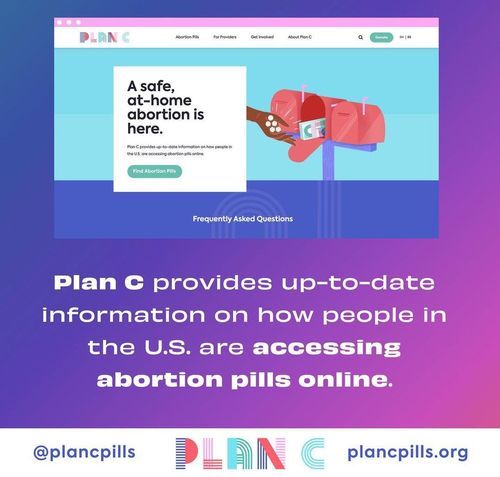 PLAN C
Abortion Pills For Providers Get Involved About Plan C Donate EN | ES
A safe,
at-home
abortion is
here.
Plan C provides up-to-date information on how people in
the U.S. are accessing abortion pills online.
Find Abortion Pills
Frequently Asked Questions
Plan C provides up-to-date
information on how people in
the U.S. are accessing
abortion pills online.
@plancpills PLAN C plancpills.org